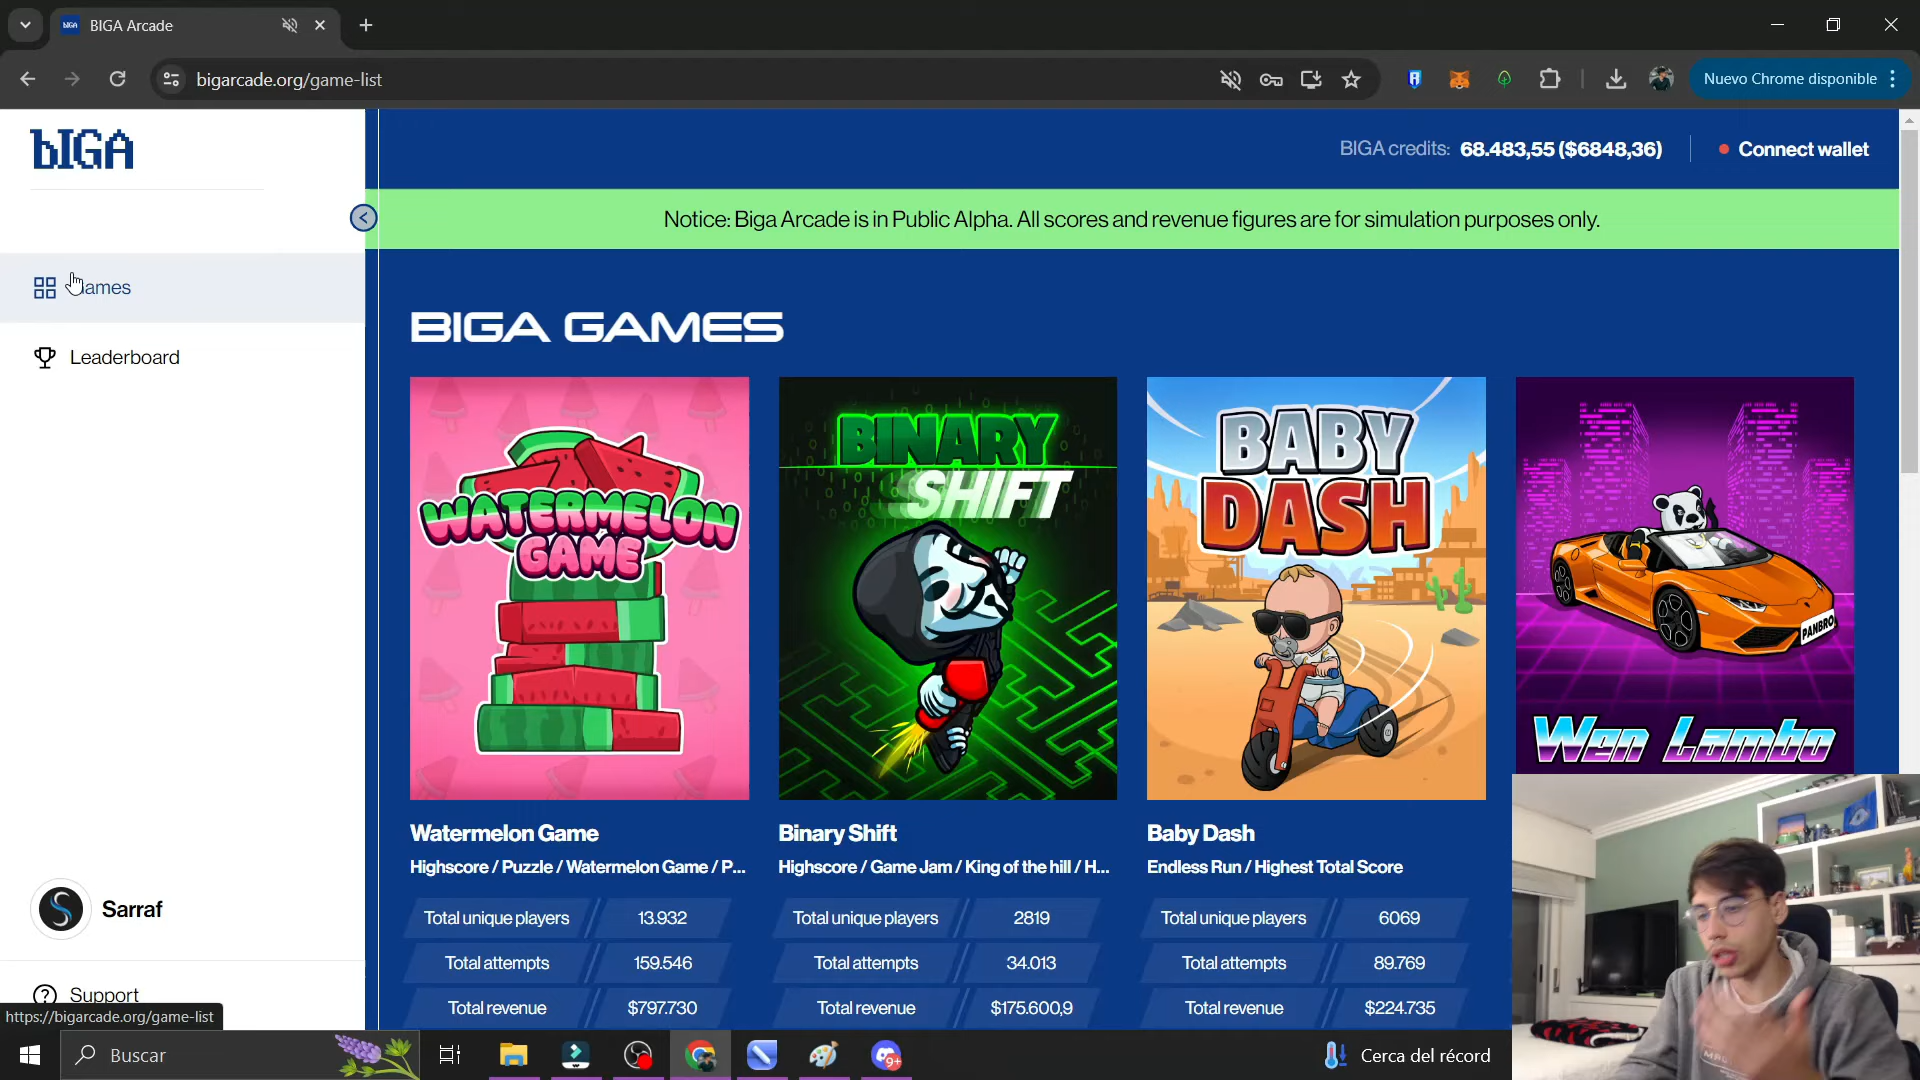 BIGA Arcade
bigarcade.org/game-list
Nuevo Chrome disponible
bIGA
BIGA credits: 68.483,55 ($6848,36)
Connect wallet
Notice: Biga Arcade is in Public Alpha. All scores and revenue figures are for simulation purposes only.
Games
Leaderboard
BIGA GAMES
WATERMELON
GAME
BINARY
SHIFT
BABY
DASH
PANBRO
Wen Lambo
Watermelon Game
Highscore / Puzzle / Watermelon Game / P...
Total unique players 13.932
Total attempts 159.546
Total revenue $797.730
Binary Shift
Highscore / Game Jam / King of the hill / H...
Total unique players 2819
Total attempts 34.013
Total revenue $175.600,9
Baby Dash
Endless Run / Highest Total Score
Total unique players 6069
Total attempts 89.769
Total revenue $224.735
Sarraf
Support
https://bigarcade.org/game-list
Buscar
9+
Cerca del récord